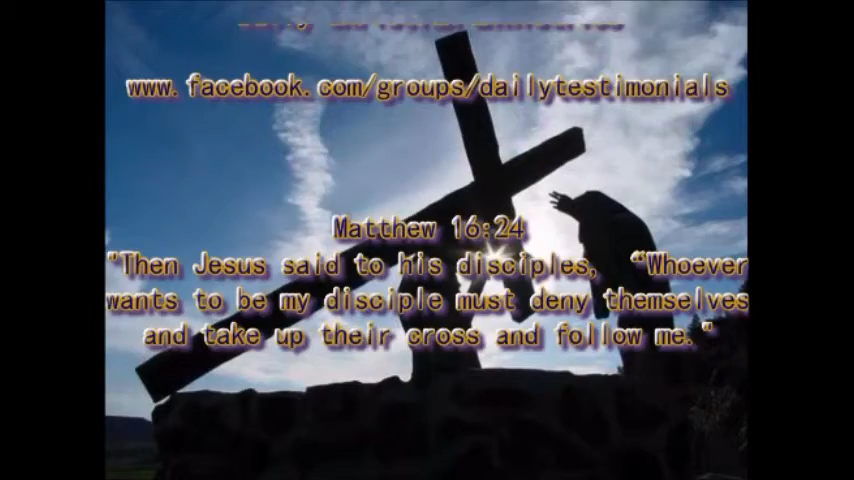 www.facebook.com/groups/dailytestimonials
Matthew 16:24
"Then Jesus said to his disciples, “Whoever
wants to be my disciple must deny themselves
and take up their cross and follow me."